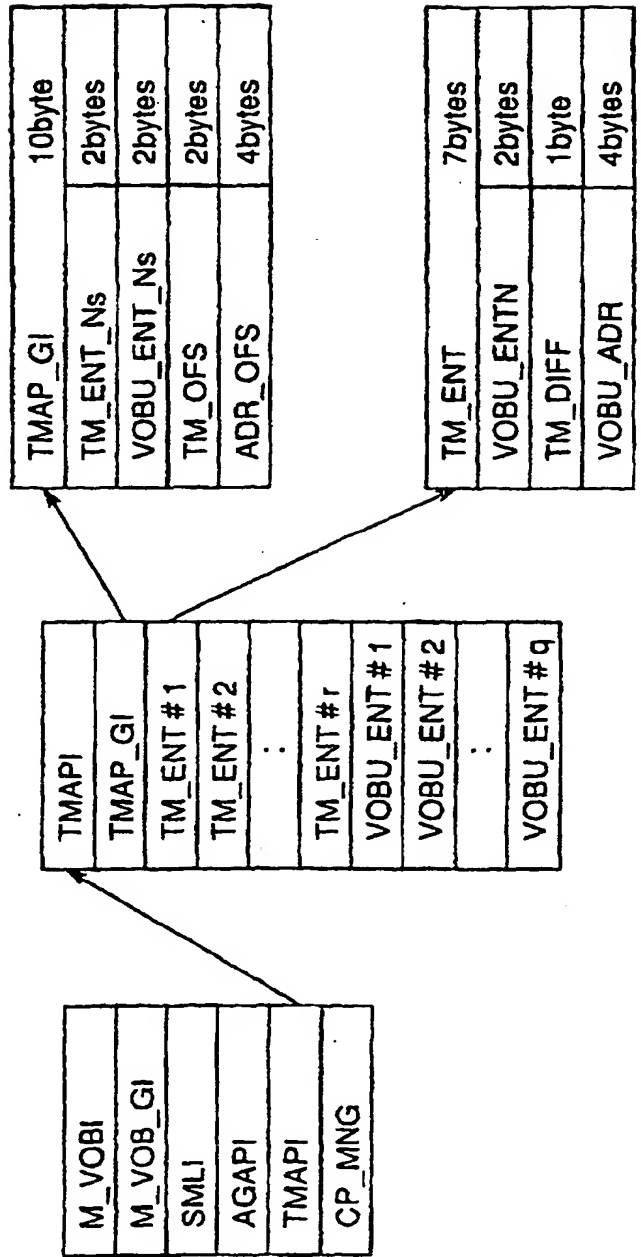 M_VOBI
M_VOB_GI
SMLI
AGAPI
TMAPI
CP_MNG
TMAPI
TMAP_GI
TM_ENT#1
TM_ENT#2
:
TM_ENT#r
VOBU_ENT#1
VOBU_ENT#2
:
VOBU_ENT#q
TMAP_GI 10byte
TM_ENT_Ns 2bytes
VOBU_ENT_Ns 2bytes
TM_OFS 2bytes
ADR_OFS 4bytes
TM_ENT 7bytes
VOBU_ENTN 2bytes
TM_DIFF 1byte
VOBU_ADR 4bytes